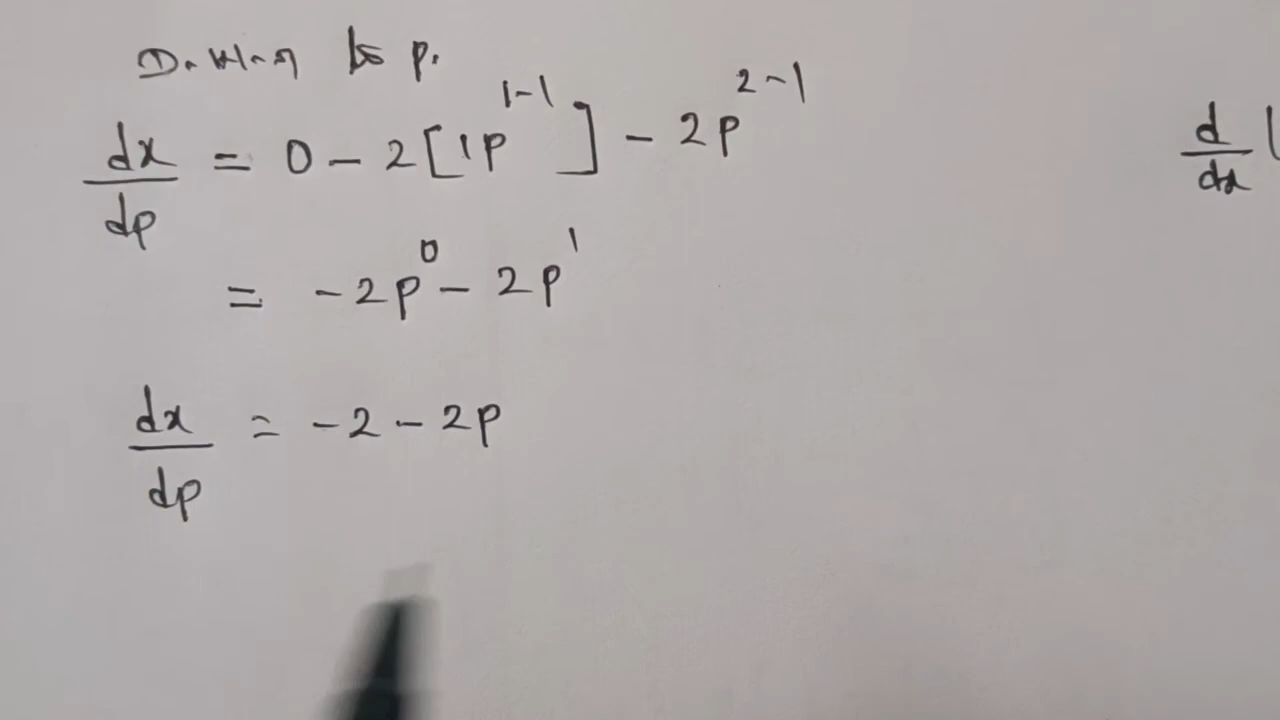 to p.
dx/dp = 0 - 2[1p^{1-1}] - 2p^{2-1}
= -2p^0 - 2p^1
dx/dp = -2 - 2p
d/dx (